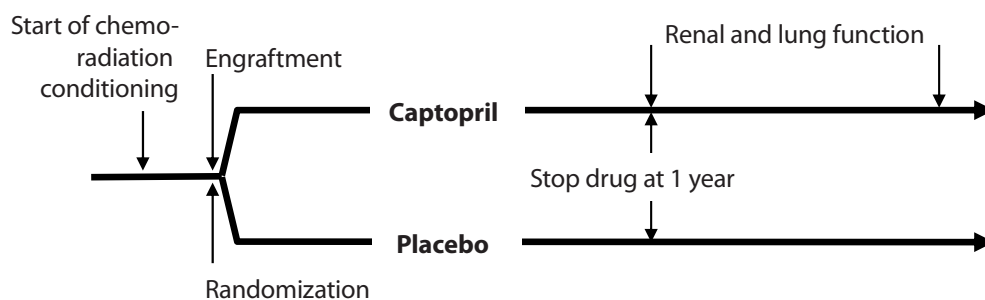 Start of chemo-
radiation
conditioning
Engraftment
Renal and lung function
Captopril
Stop drug at 1 year
Placebo
Randomization